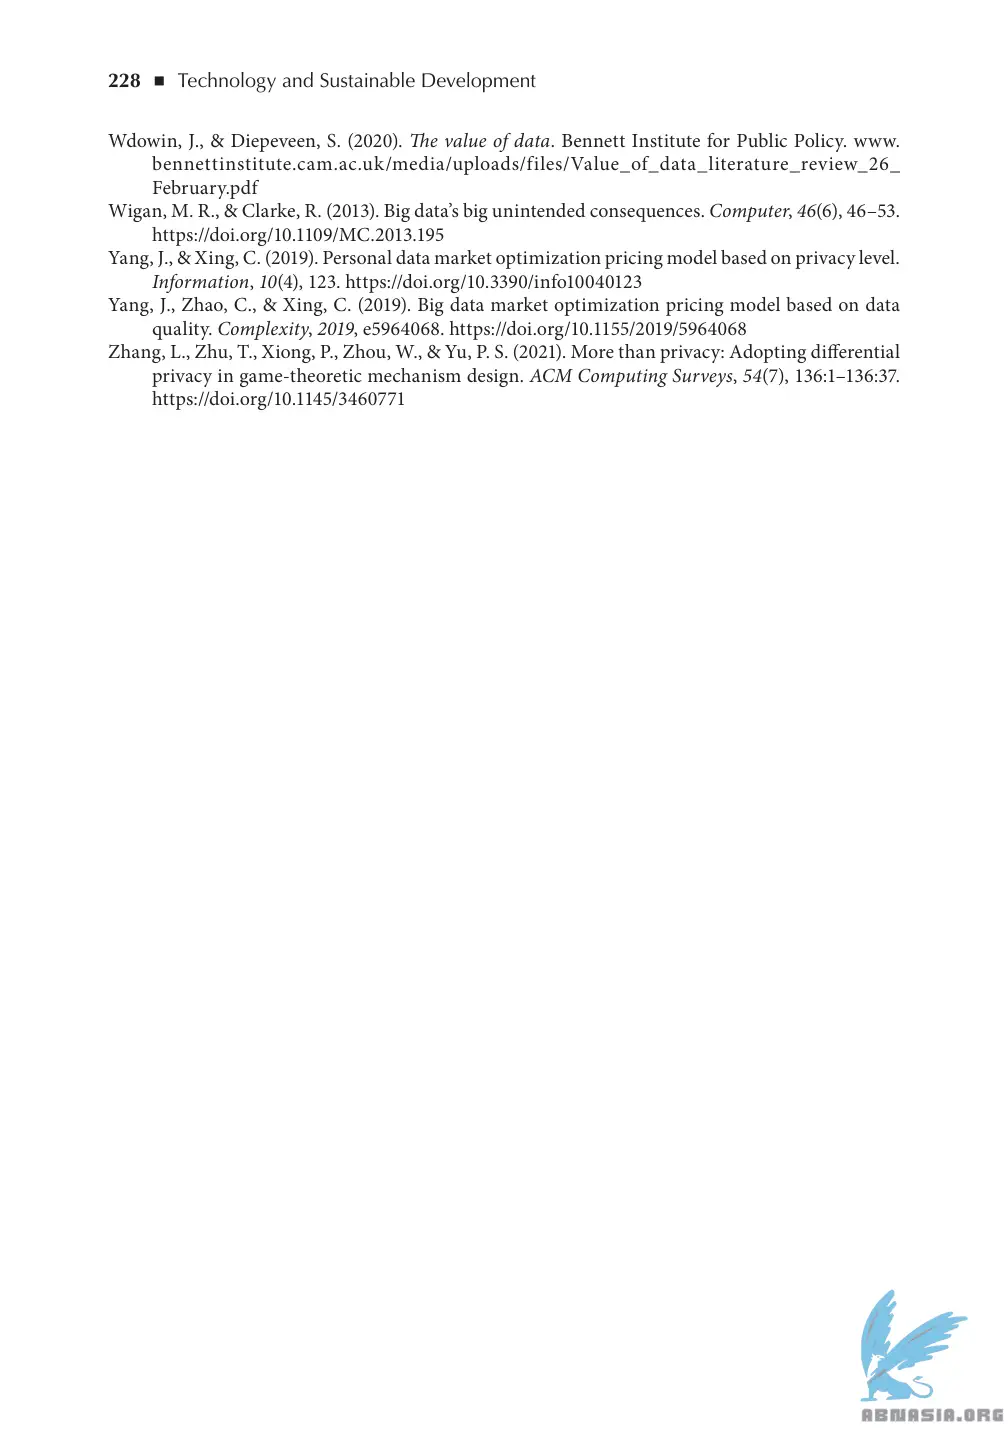 228 ■ Technology and Sustainable Development
Wdowin, J., & Diepeveen, S. (2020). The value of data. Bennett Institute for Public Policy. www.
bennettinstitute.cam.ac.uk/media/uploads/files/Value_of_data_literature_review_26_
February.pdf
Wigan, M. R., & Clarke, R. (2013). Big data’s big unintended consequences. Computer, 46(6), 46–53.
https://doi.org/10.1109/MC.2013.195
Yang, J., & Xing, C. (2019). Personal data market optimization pricing model based on privacy level.
Information, 10(4), 123. https://doi.org/10.3390/info10040123
Yang, J., Zhao, C., & Xing, C. (2019). Big data market optimization pricing model based on data
quality. Complexity, 2019, e5964068. https://doi.org/10.1155/2019/5964068
Zhang, L., Zhu, T., Xiong, P., Zhou, W., & Yu, P. S. (2021). More than privacy: Adopting differential
privacy in game-theoretic mechanism design. ACM Computing Surveys, 54(7), 136:1–136:37.
https://doi.org/10.1145/3460771
ABNASIA.ORG